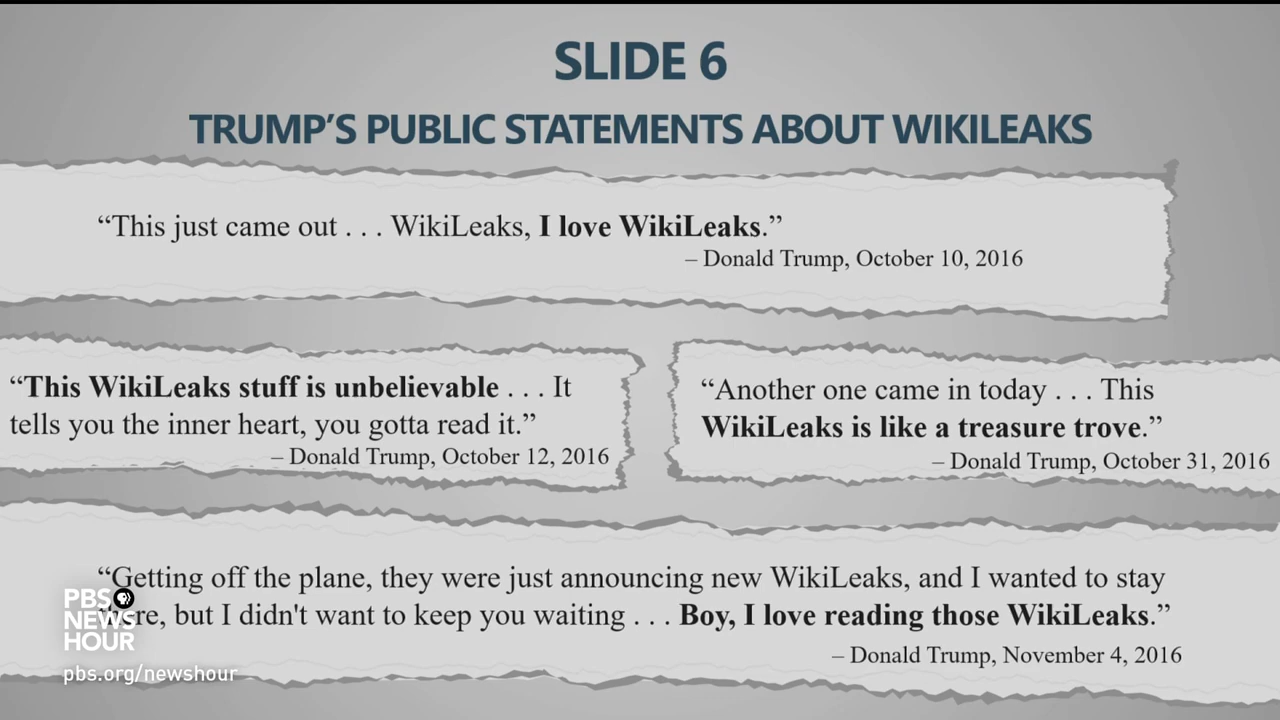 SLIDE 6
TRUMP’S PUBLIC STATEMENTS ABOUT WIKILEAKS
“This just came out . . . WikiLeaks, I love WikiLeaks.”
– Donald Trump, October 10, 2016
“This WikiLeaks stuff is unbelievable . . . It
tells you the inner heart, you gotta read it.”
– Donald Trump, October 12, 2016
“Another one came in today . . . This
WikiLeaks is like a treasure trove.”
– Donald Trump, October 31, 2016
“Getting off the plane, they were just announcing new WikiLeaks, and I wanted to stay
there, but I didn't want to keep you waiting . . . Boy, I love reading those WikiLeaks.”
– Donald Trump, November 4, 2016
PBS
NEWS
HOUR
pbs.org/newshour